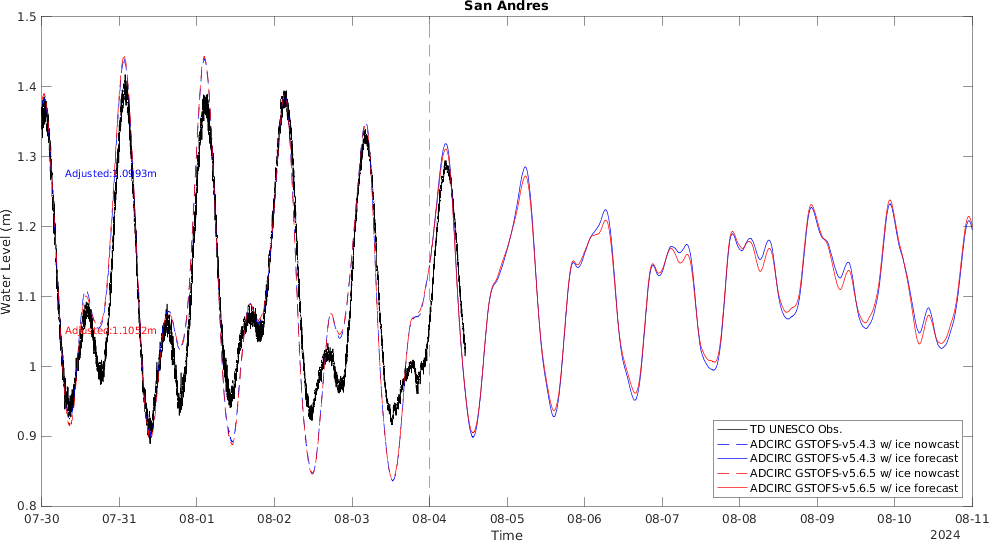 San Andres
1.5
1.4
1.3
1.2
1.1
1
0.9
0.8
Water Level (m)
Adjusted:1.0993m
Adjusted:1.1052m
TD UNESCO Obs.
ADCIRC GSTOFS-v5.4.3 w/ ice nowcast
ADCIRC GSTOFS-v5.4.3 w/ ice forecast
ADCIRC GSTOFS-v5.6.5 w/ ice nowcast
ADCIRC GSTOFS-v5.6.5 w/ ice forecast
07-30 07-31 08-01 08-02 08-03 08-04 08-05 08-06 08-07 08-08 08-09 08-10 08-11
Time
2024